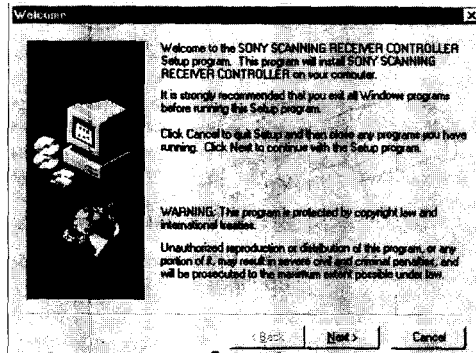 Welcome
Welcome to the SONY SCANNING RECEIVER CONTROLLER
Setup program. This program will install SONY SCANNING
RECEIVER CONTROLLER on your computer.
It is strongly recommended that you exit all Windows programs
before running this Setup program.
Click Cancel to quit Setup and then close any programs you have
running. Click Next to continue with the Setup program.
WARNING: This program is protected by copyright law and
international treaties.
Unauthorized reproduction or distribution of this program, or any
portion of it, may result in severe civil and criminal penalties, and
will be prosecuted to the maximum extent possible under law.
< Back Next > Cancel